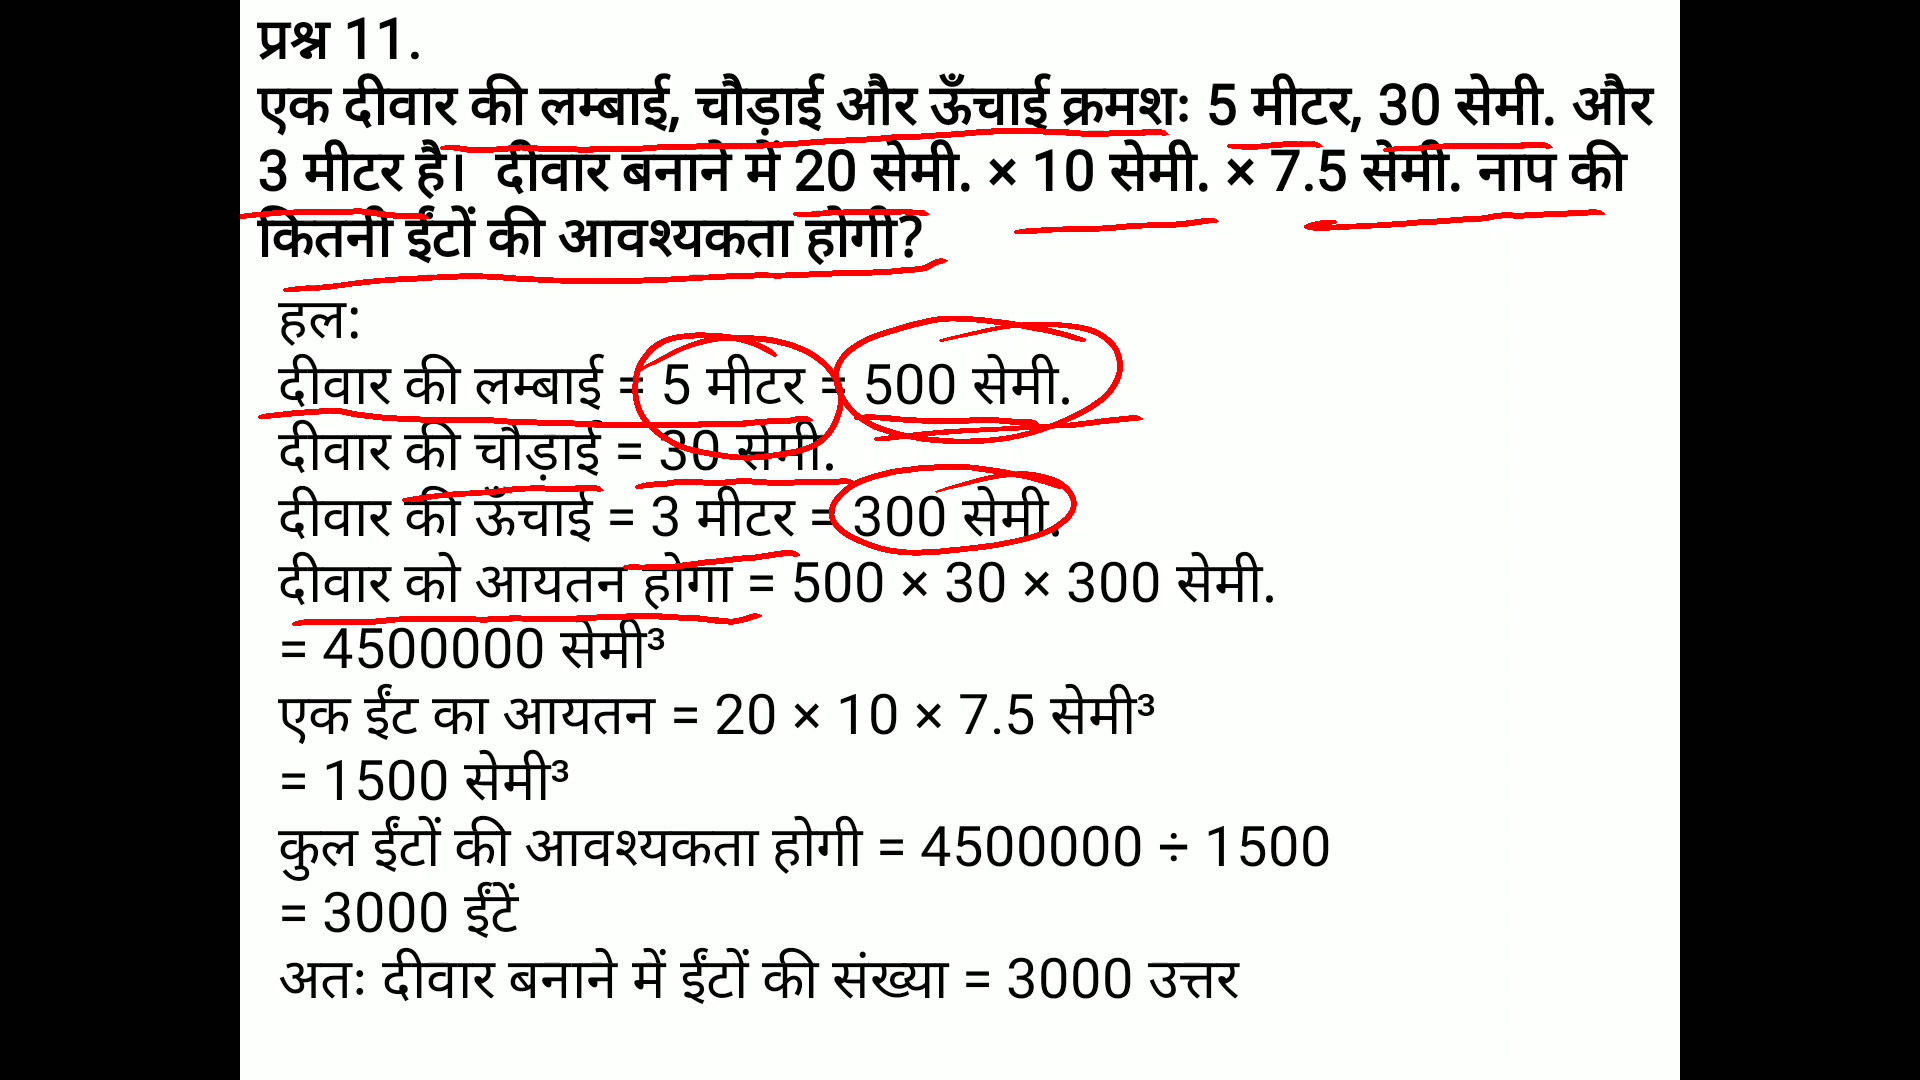 प्रश्न 11.
एक दीवार की लम्बाई, चौड़ाई और ऊँचाई क्रमशः 5 मीटर, 30 सेमी. और
3 मीटर है। दीवार बनाने में 20 सेमी. × 10 सेमी. × 7.5 सेमी. नाप की
कितनी ईंटों की आवश्यकता होगी?
हल:
दीवार की लम्बाई = 5 मीटर = 500 सेमी.
दीवार की चौड़ाई = 30 सेमी.
दीवार की ऊँचाई = 3 मीटर = 300 सेमी.
दीवार को आयतन होगा = 500 × 30 × 300 सेमी.
= 4500000 सेमी³
एक ईंट का आयतन = 20 × 10 × 7.5 सेमी³
= 1500 सेमी³
कुल ईंटों की आवश्यकता होगी = 4500000 ÷ 1500
= 3000 ईंटें
अतः दीवार बनाने में ईंटों की संख्या = 3000 उत्तर